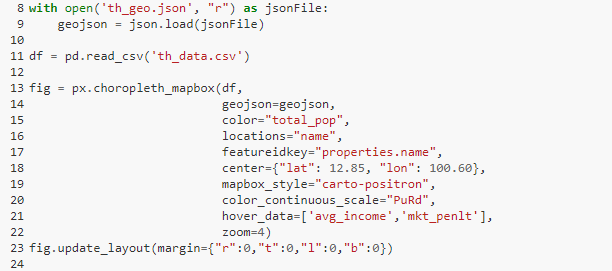 8 with open('th_geo.json', "r") as jsonFile:
9     geojson = json.load(jsonFile)
10
11 df = pd.read_csv('th_data.csv')
12
13 fig = px.choropleth_mapbox(df,
14                            geojson=geojson,
15                            color="total_pop",
16                            locations="name",
17                            featureidkey="properties.name",
18                            center={"lat": 12.85, "lon": 100.60},
19                            mapbox_style="carto-positron",
20                            color_continuous_scale="PuRd",
21                            hover_data=['avg_income','mkt_penlt'],
22                            zoom=4)
23 fig.update_layout(margin={"r":0,"t":0,"l":0,"b":0})
24